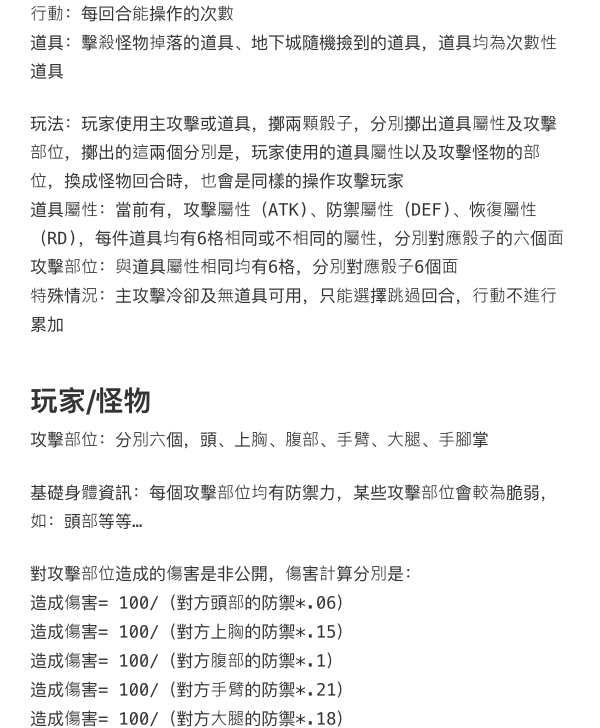 行動: 每回合能操作的次數
道具: 擊殺怪物掉落的道具、地下城隨機撿到的道具, 道具均為次數性
道具
玩法: 玩家使用主攻擊或道具, 擲兩顆骰子, 分別擲出道具屬性及攻擊
部位, 擲出的這兩個分別是, 玩家使用的道具屬性以及攻擊怪物的部
位, 換成怪物回合時, 也會是同樣的操作攻擊玩家
道具屬性: 當前有, 攻擊屬性 (ATK)、防禦屬性 (DEF)、恢復屬性
(RD), 每件道具均有6格相同或不相同的屬性, 分別對應骰子的六個面
攻擊部位: 與道具屬性相同均有6格, 分別對應骰子6個面
特殊情況: 主攻擊冷卻及無道具可用, 只能選擇跳過回合, 行動不進行
累加
玩家/怪物
攻擊部位: 分別六個, 頭、上胸、腹部、手臂、大腿、手腳掌
基礎身體資訊: 每個攻擊部位均有防禦力, 某些攻擊部位會較為脆弱,
如: 頭部等等…
對攻擊部位造成的傷害是非公開, 傷害計算分別是:
造成傷害= 100/ (對方頭部的防禦*.06)
造成傷害= 100/ (對方上胸的防禦*.15)
造成傷害= 100/ (對方腹部的防禦*.1)
造成傷害= 100/ (對方手臂的防禦*.21)
造成傷害= 100/ (對方大腿的防禦*.18)